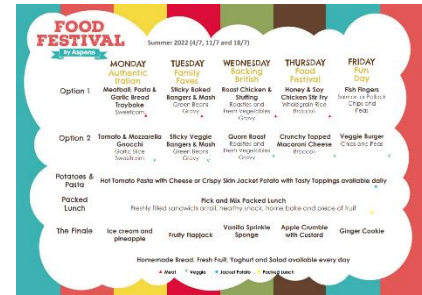 FOOD
FESTIVAL
By Aspens
Summer 2022 (4/7, 11/7 and 18/7)
MONDAY TUESDAY WEDNESDAY THURSDAY FRIDAY
Authentic Family Backing Food Fun
Italian Faves British Festival Day
Option 1
Meatball, Pasta &
Garlic Bread
Traybake
Sweetcorn
Sticky Baked
Bangers & Mash
Green Beans
Gravy
Roast Chicken &
Stuffing
Roasties and
Fresh Vegetables
Gravy
Honey & Soy
Chicken Stir Fry
Wholegrain Rice
Broccoli
Fish Fingers
Salmon or Pollock
Chips and
Peas
Option 2
Tomato & Mozzarella
Gnocchi
Garlic Slice
Sweetcorn
Sticky Veggie
Bangers & Mash
Green Beans
Gravy
Quorn Roast
Roasties and
Fresh Vegetables
Gravy
Crunchy Topped
Macaroni Cheese
Broccoli
Veggie Burger
Chips and Peas
Potatoes &
Pasta
Hot Tomato Pasta with Cheese or Crispy Skin Jacket Potato with Tasty Toppings available daily
Packed
Lunch
Pick and Mix Packed Lunch
Freshly filled sandwich or roll, healthy snack, home bake and piece of fruit
The Finale
Ice cream and
pineapple
Fruity Flapjack
Vanilla Sprinkle
Sponge
Apple Crumble
with Custard
Ginger Cookie
Homemade Bread, Fresh Fruit, Yoghurt and Salad available every day
Meat Veggie Jacket Potato Packed Lunch